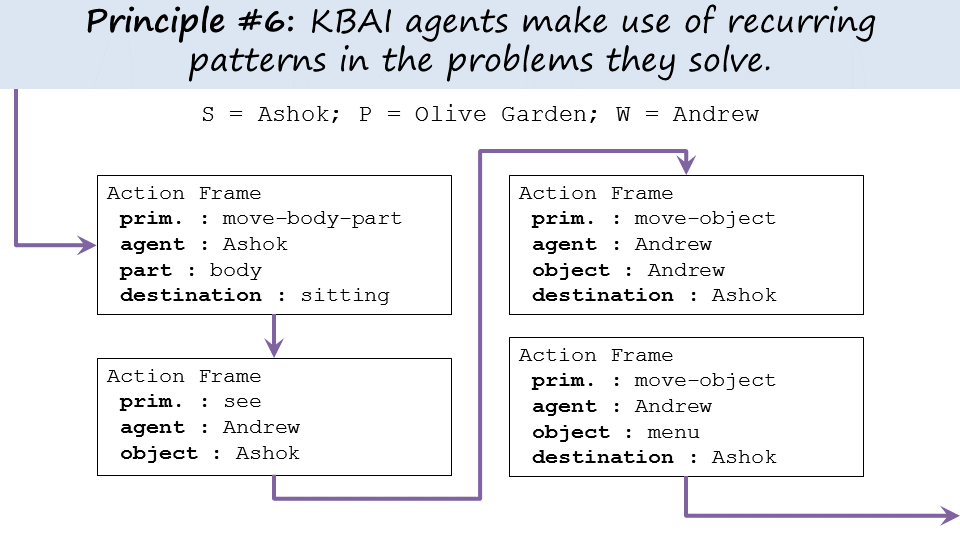 Principle #6: KBAI agents make use of recurring
patterns in the problems they solve.
S = Ashok; P = Olive Garden; W = Andrew
Action Frame
prim. : move-body-part
agent : Ashok
part : body
destination : sitting
Action Frame
prim. : see
agent : Andrew
object : Ashok
Action Frame
prim. : move-object
agent : Andrew
object : Andrew
destination : Ashok
Action Frame
prim. : move-object
agent : Andrew
object : menu
destination : Ashok